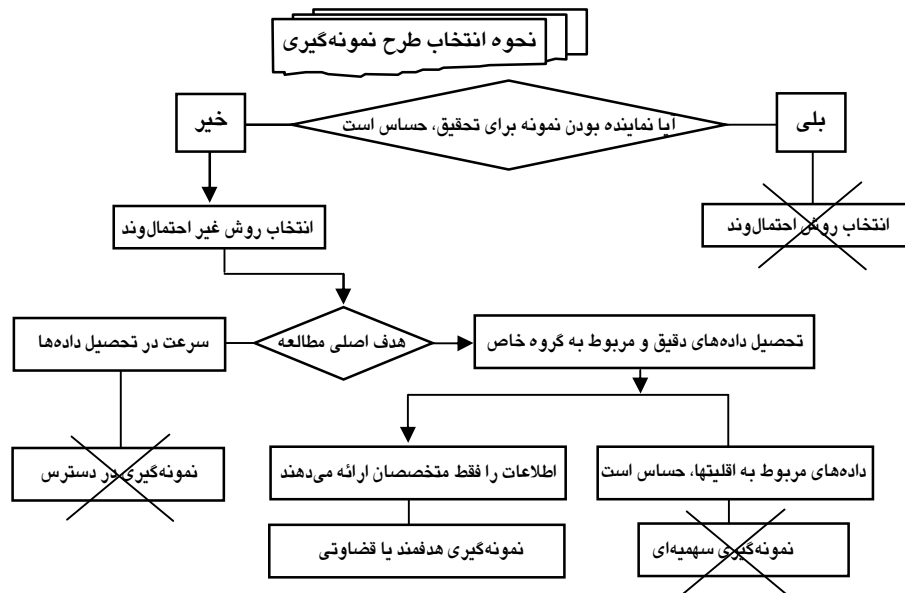 نحوه انتخاب طرح نمونه‌گیری
بلی
ایا نماینده بودن نمونه برای تحقیق، حساس است
خیر
انتخاب روش احتمال‌وند
انتخاب روش غیر احتمال‌وند
تحصیل داده‌های دقیق و مربوط به گروه خاص
هدف اصلی مطالعه
سرعت در تحصیل داده‌ها
داده‌های مربوط به اقلیتها، حساس است
اطلاعات را فقط متخصصان ارائه می‌دهند
نمونه‌گیری در دسترس
نمونه‌گیری سهمیه‌ای
نمونه‌گیری هدفمند یا قضاوتی